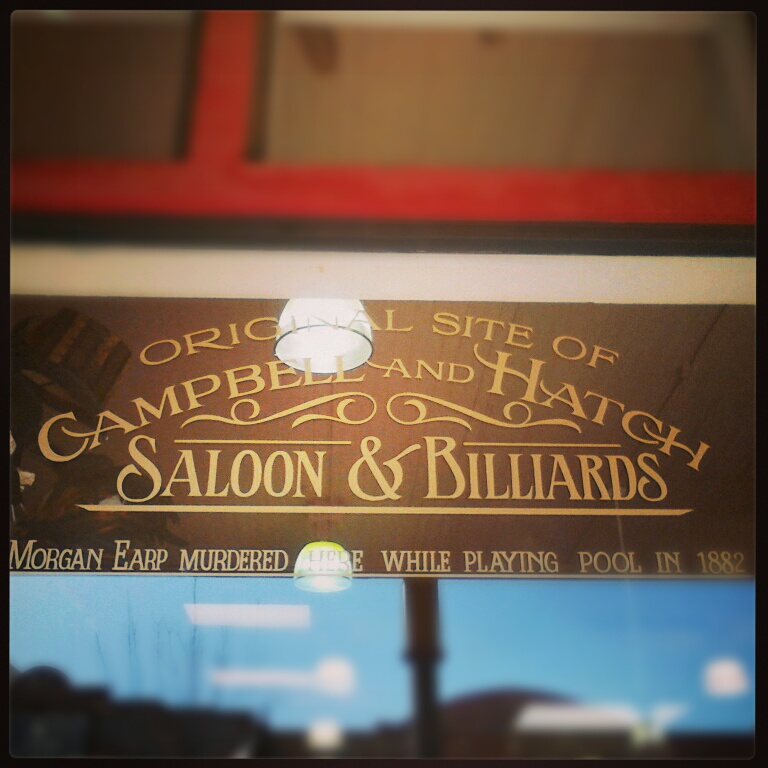 ORIGINAL SITE OF
CAMPBELL AND HATCH
SALOON & BILLIARDS
MORGAN EARP MURDERED HERE WHILE PLAYING POOL IN 1882